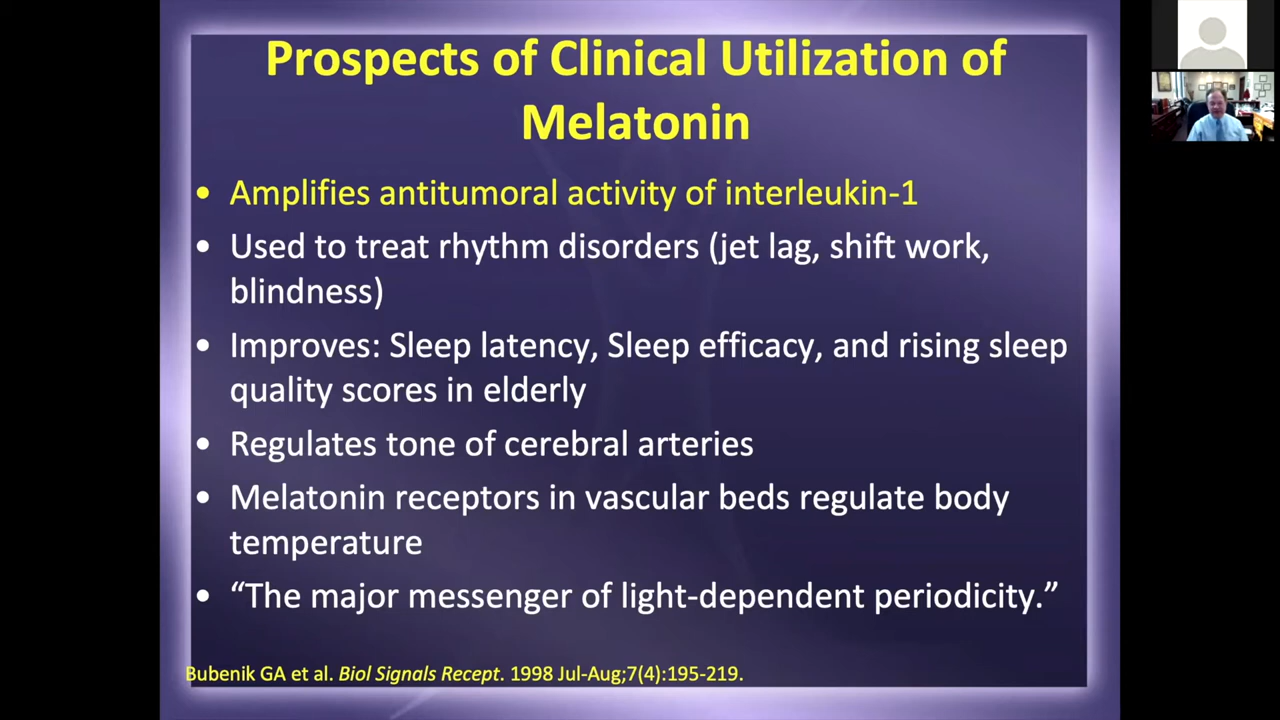 Prospects of Clinical Utilization of
Melatonin
• Amplifies antitumoral activity of interleukin-1
• Used to treat rhythm disorders (jet lag, shift work,
blindness)
• Improves: Sleep latency, Sleep efficacy, and rising sleep
quality scores in elderly
• Regulates tone of cerebral arteries
• Melatonin receptors in vascular beds regulate body
temperature
• “The major messenger of light-dependent periodicity.”
Bubenik GA et al. Biol Signals Recept. 1998 Jul-Aug;7(4):195-219.